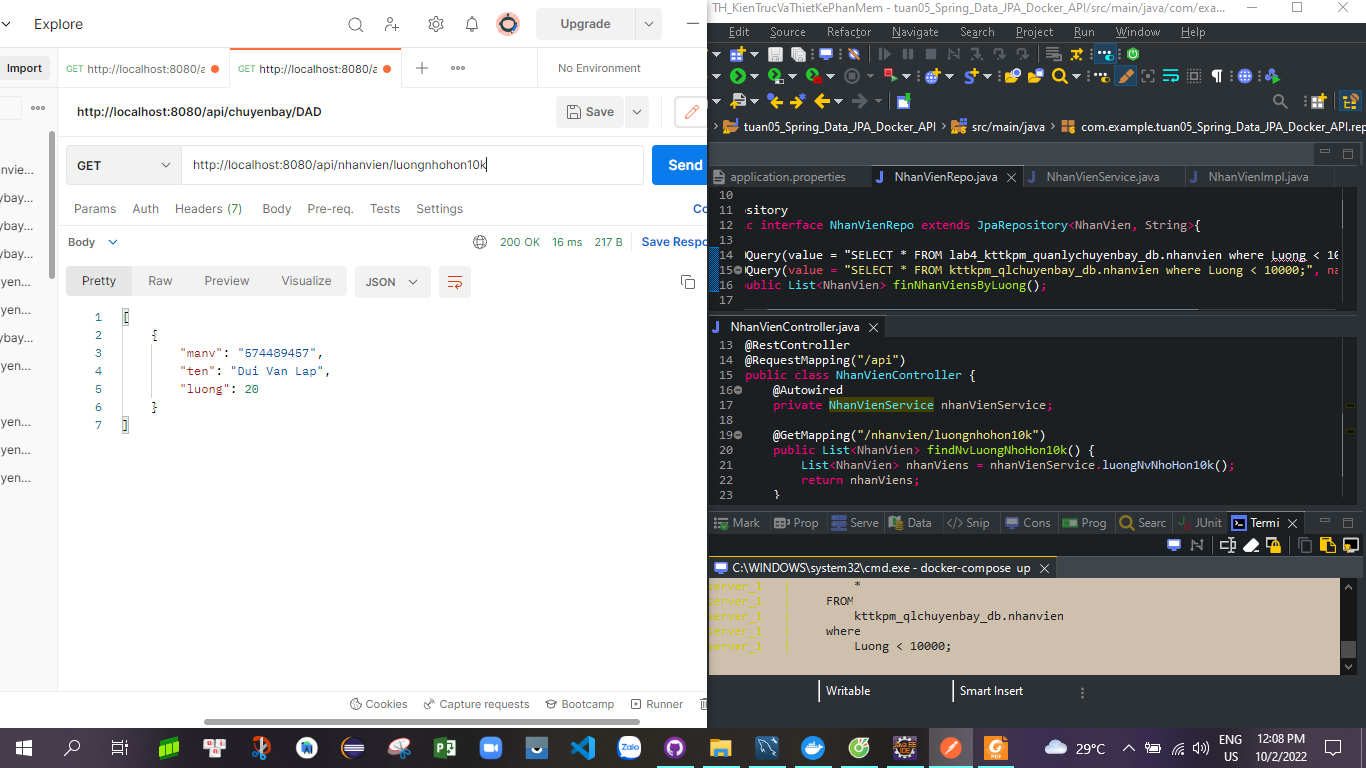 Explore
Upgrade
Import
GET http://localhost:8080/a
GET http://localhost:8080/a
No Environment
http://localhost:8080/api/chuyenbay/DAD
Save
GET
http://localhost:8080/api/nhanvien/luongnhohon10k
Send
Params
Auth
Headers (7)
Body
Pre-req.
Tests
Settings
Co
Body
200 OK
16 ms
217 B
Save Respo
Pretty
Raw
Preview
Visualize
JSON
1 [
2 {
3 "manv": "574489457",
4 "ten": "Dui Van Lap",
5 "luong": 20
6 }
7 ]
nvie...
ybay...
ybay...
ybay...
yen...
yen...
ybay...
yen...
yen...
yen...
yen...
Cookies
Capture requests
Bootcamp
Runner
TH_KienTrucVaThietKePhanMem - tuan05_Spring_Data_JPA_Docker_API/src/main/java/com/exa...
Edit
Source
Refactor
Navigate
Search
Project
Run
Window
Help
tuan05_Spring_Data_JPA_Docker_API
src/main/java
com.example.tuan05_Spring_Data_JPA_Docker_API.rep
application.properties
NhanVienRepo.java
NhanVienService.java
NhanVienImpl.java
10
11 sitory
12 c interface NhanVienRepo extends JpaRepository<NhanVien, String>{
13
14 Query(value = "SELECT * FROM lab4_kttkpm_quanlychuyenbay_db.nhanvien where Luong < 10
15 Query(value = "SELECT * FROM kttkpm_qlchuyenbay_db.nhanvien where Luong < 10000;", na
16 ublic List<NhanVien> finNhanViensByLuong();
17
NhanVienController.java
13 @RestController
14 @RequestMapping("/api")
15 public class NhanVienController {
16 @Autowired
17 private NhanVienService nhanVienService;
18
19 @GetMapping("/nhanvien/luongnhohon10k")
20 public List<NhanVien> findNvLuongNhoHon10k() {
21 List<NhanVien> nhanViens = nhanVienService.luongNvNhoHon10k();
22 return nhanViens;
23 }
Mark
Prop
Serve
Data
</> Snip
Cons
Prog
Searc
JUnit
Termi
C:\WINDOWS\system32\cmd.exe - docker-compose up
server_1 | *
server_1 | FROM
server_1 | kttkpm_qlchuyenbay_db.nhanvien
server_1 | where
server_1 | Luong < 10000;
Writable
Smart Insert
29°C
ENG
US
12:08 PM
10/2/2022